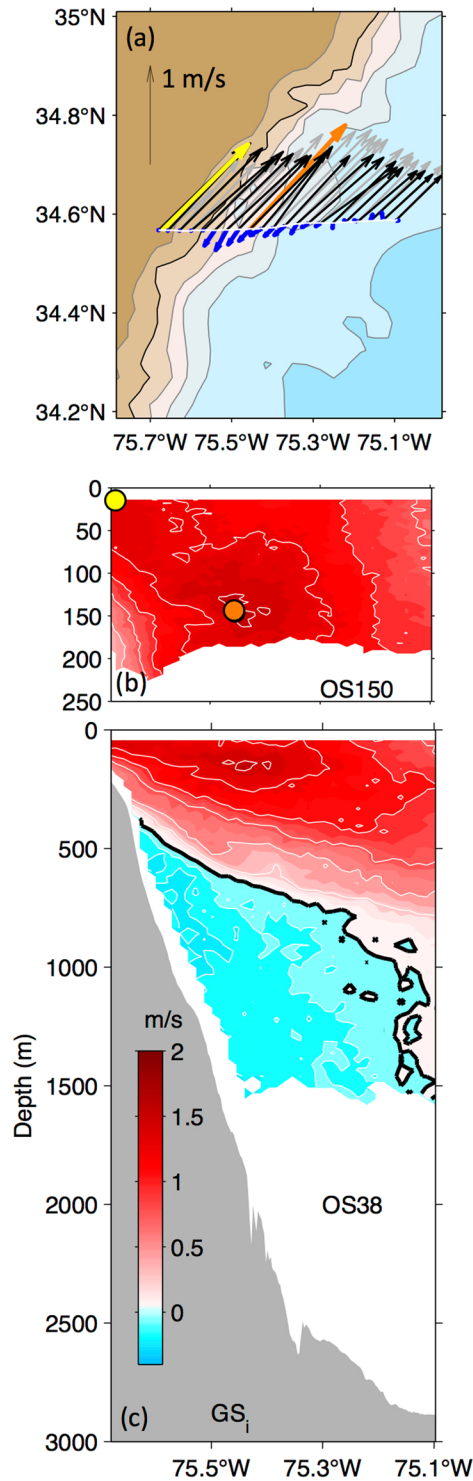 35°N
(a)
1 m/s
34.8°N
34.6°N
34.4°N
34.2°N
75.7°W 75.5°W 75.3°W 75.1°W
0
50
100
150
200
250
(b)
OS150
0
500
1000
1500
2000
2500
3000
Depth (m)
m/s
2
1.5
1
0.5
0
OS38
(c)
GSi
75.5°W 75.3°W 75.1°W